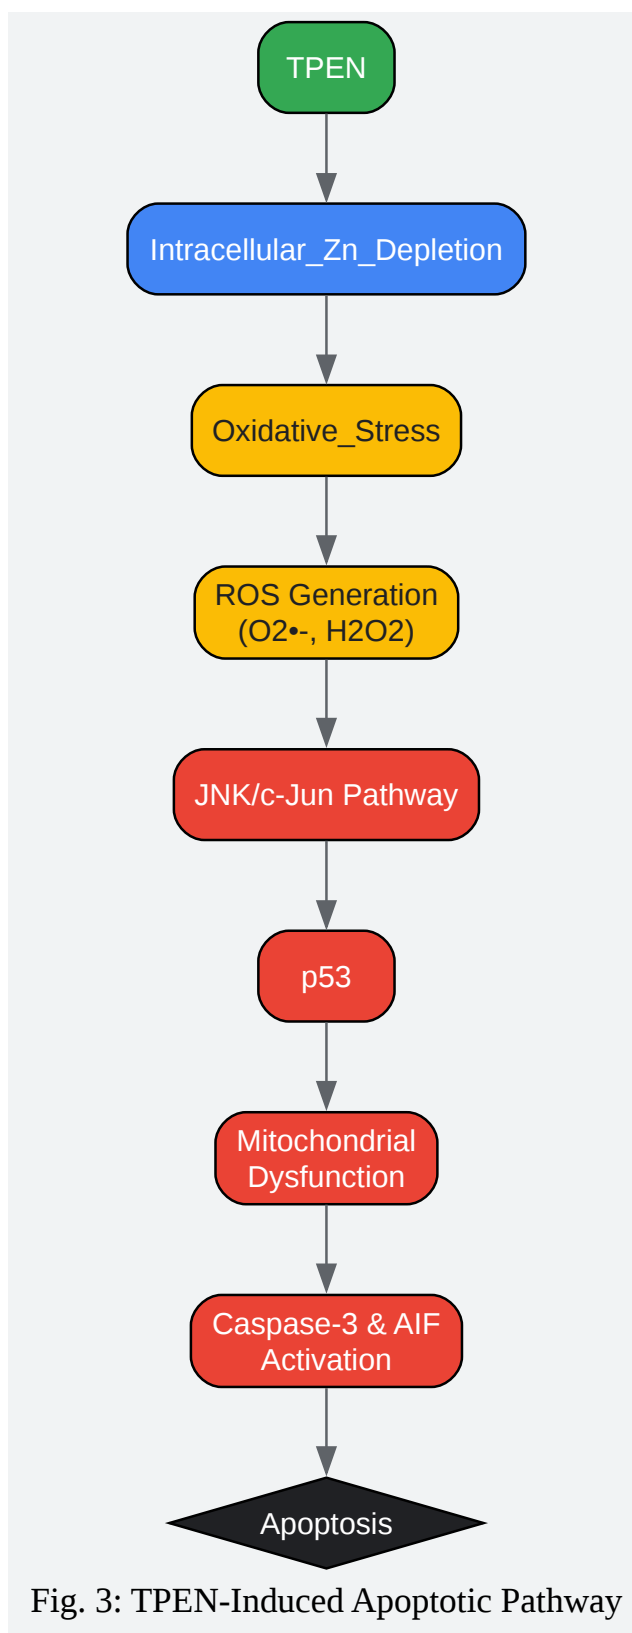 TPEN
Intracellular_Zn_Depletion
Oxidative_Stress
ROS Generation
(O2•-, H2O2)
JNK/c-Jun Pathway
p53
Mitochondrial
Dysfunction
Caspase-3 & AIF
Activation
Apoptosis
Fig. 3: TPEN-Induced Apoptotic Pathway